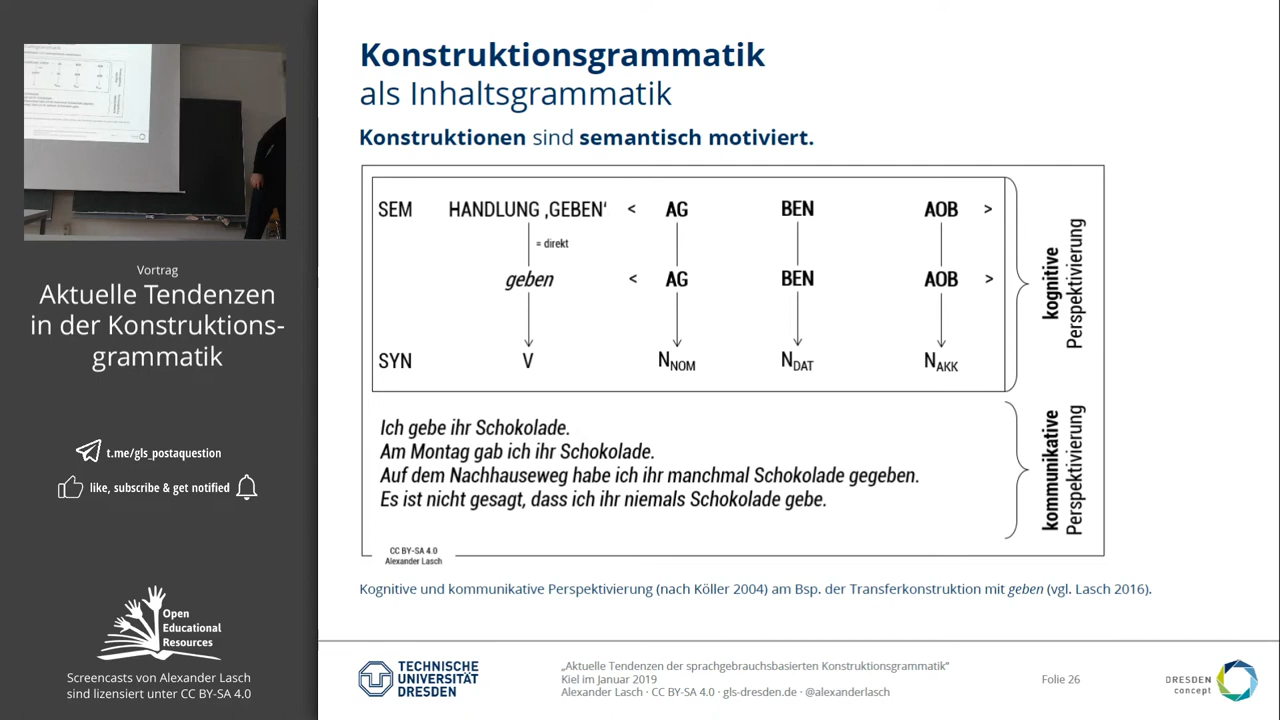 Vortrag
Aktuelle Tendenzen
in der Konstruktions-
grammatik
t.me/gls_postaquestion
like, subscribe & get notified
Open
Educational
Resources
Screencasts von Alexander Lasch
sind lizensiert unter CC BY-SA 4.0
Konstruktionsgrammatik
als Inhaltsgrammatik
Konstruktionen sind semantisch motiviert.
SEM HANDLUNG ‚GEBEN‘ < AG BEN AOB >
= direkt
geben < AG BEN AOB >
SYN V NNOM NDAT NAKK
kognitive
Perspektivierung
Ich gebe ihr Schokolade.
Am Montag gab ich ihr Schokolade.
Auf dem Nachhauseweg habe ich ihr manchmal Schokolade gegeben.
Es ist nicht gesagt, dass ich ihr niemals Schokolade gebe.
kommunikative
Perspektivierung
CC BY-SA 4.0
Alexander Lasch
Kognitive und kommunikative Perspektivierung (nach Köller 2004) am Bsp. der Transferkonstruktion mit geben (vgl. Lasch 2016).
TECHNISCHE
UNIVERSITÄT
DRESDEN
„Aktuelle Tendenzen der sprachgebrauchsbasierten Konstruktionsgrammatik“
Kiel im Januar 2019
Alexander Lasch · CC BY-SA 4.0 · gls-dresden.de · @alexanderlasch
Folie 26
DRESDEN
concept